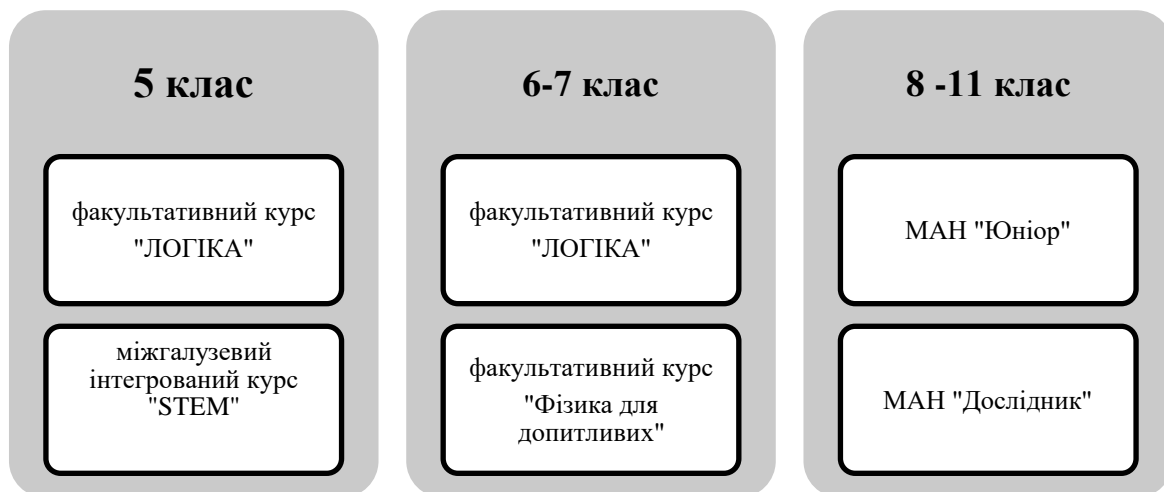 5 клас
факультативний курс
"ЛОГІКА"
міжгалузевий
інтегрований курс
"STEM"
6-7 клас
факультативний курс
"ЛОГІКА"
факультативний курс
"Фізика для
допитливих"
8 -11 клас
МАН "Юніор"
МАН "Дослідник"